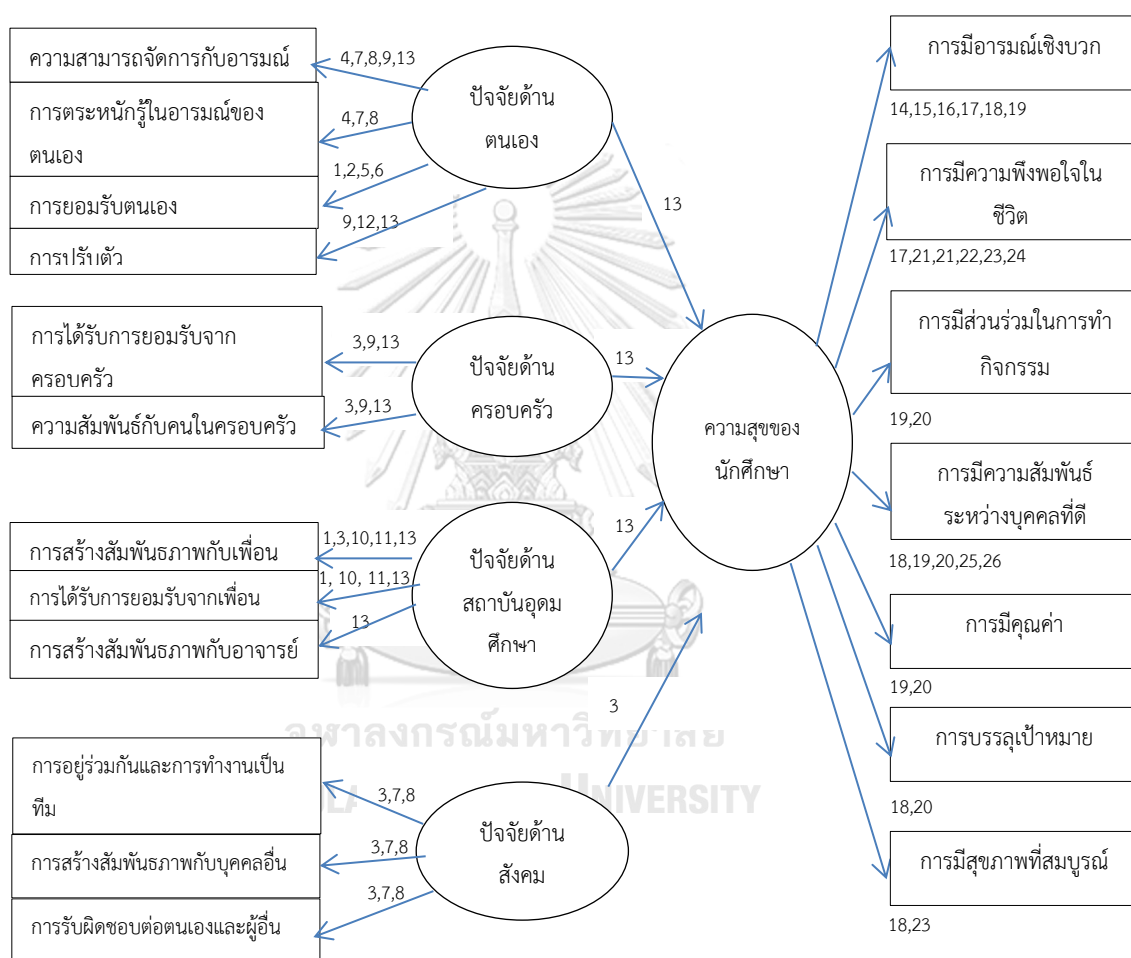 ความสามารถจัดการกับอารมณ์
4,7,8,9,13
การตระหนักรู้ในอารมณ์ของ
ตนเอง
4,7,8
การยอมรับตนเอง
1,2,5,6
การปรับตัว
9,12,13
ปัจจัยด้าน
ตนเอง
13
การได้รับการยอมรับจาก
ครอบครัว
3,9,13
ความสัมพันธ์กับคนในครอบครัว
3,9,13
ปัจจัยด้าน
ครอบครัว
13
การสร้างสัมพันธภาพกับเพื่อน
1,3,10,11,13
การได้รับการยอมรับจากเพื่อน
1, 10, 11,13
การสร้างสัมพันธภาพกับอาจารย์
13
ปัจจัยด้าน
สถาบันอุดม
ศึกษา
13
การอยู่ร่วมกันและการทำงานเป็น
ทีม
3,7,8
การสร้างสัมพันธภาพกับบุคคลอื่น
3,7,8
การรับผิดชอบต่อตนเองและผู้อื่น
3,7,8
ปัจจัยด้าน
สังคม
3
ความสุขของ
นักศึกษา
การมีอารมณ์เชิงบวก
14,15,16,17,18,19
การมีความพึงพอใจใน
ชีวิต
17,21,21,22,23,24
การมีส่วนร่วมในการทำ
กิจกรรม
19,20
การมีความสัมพันธ์
ระหว่างบุคคลที่ดี
18,19,20,25,26
การมีคุณค่า
19,20
การบรรลุเป้าหมาย
18,20
การมีสุขภาพที่สมบูรณ์
18,23
จุฬาลงกรณ์มหาวิทยาลัย
UNIVERSITY